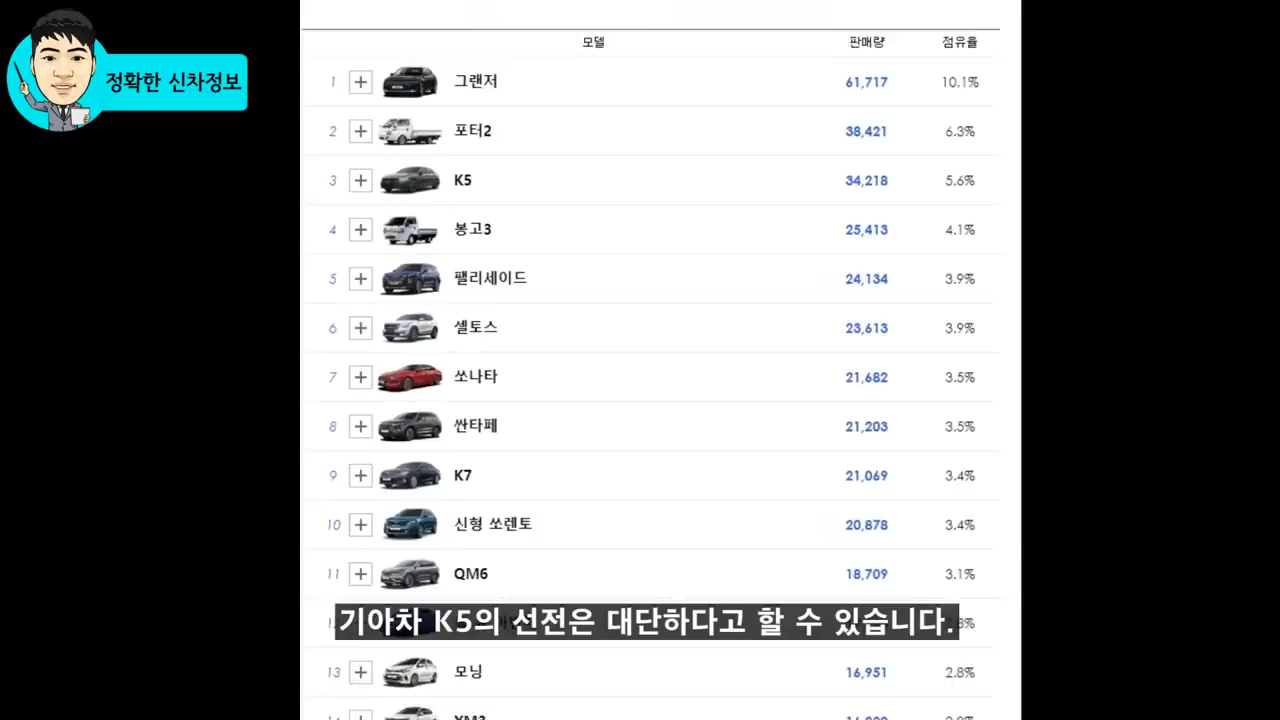 정확한 신차정보
모델 판매량 점유율
1 그랜저 61,717 10.1%
2 포터2 38,421 6.3%
3 K5 34,218 5.6%
4 봉고3 25,413 4.1%
5 팰리세이드 24,134 3.9%
6 셀토스 23,613 3.9%
7 쏘나타 21,682 3.5%
8 싼타페 21,203 3.5%
9 K7 21,069 3.4%
10 신형 쏘렌토 20,878 3.4%
11 QM6 18,709 3.1%
기아차 K5의 선전은 대단하다고 할 수 있습니다.
13 모닝 16,951 2.8%